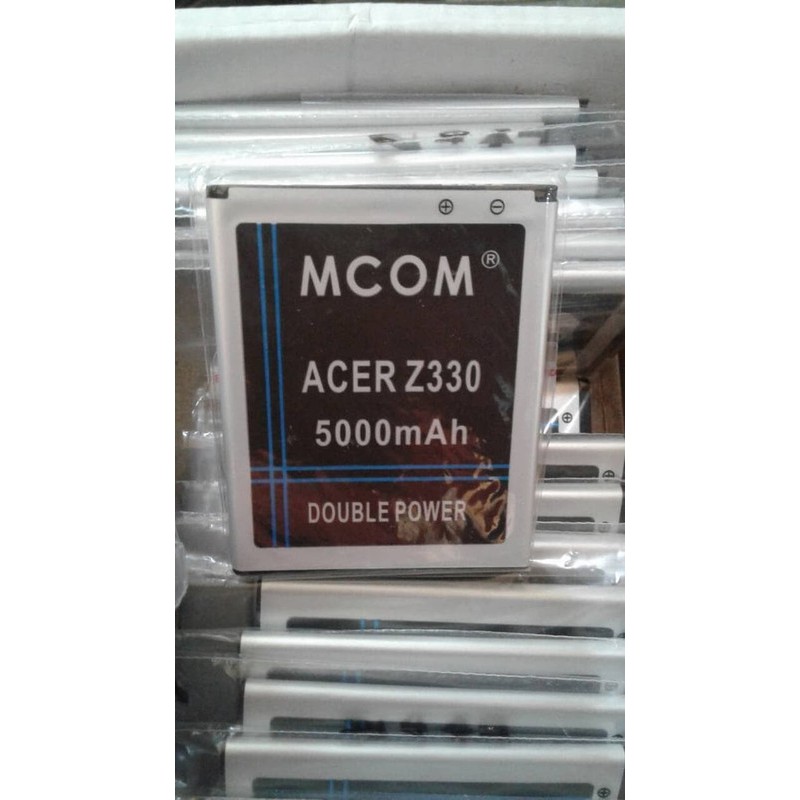 ⊕ ⊖
MCOM®
ACER Z330
5000mAh
DOUBLE POWER